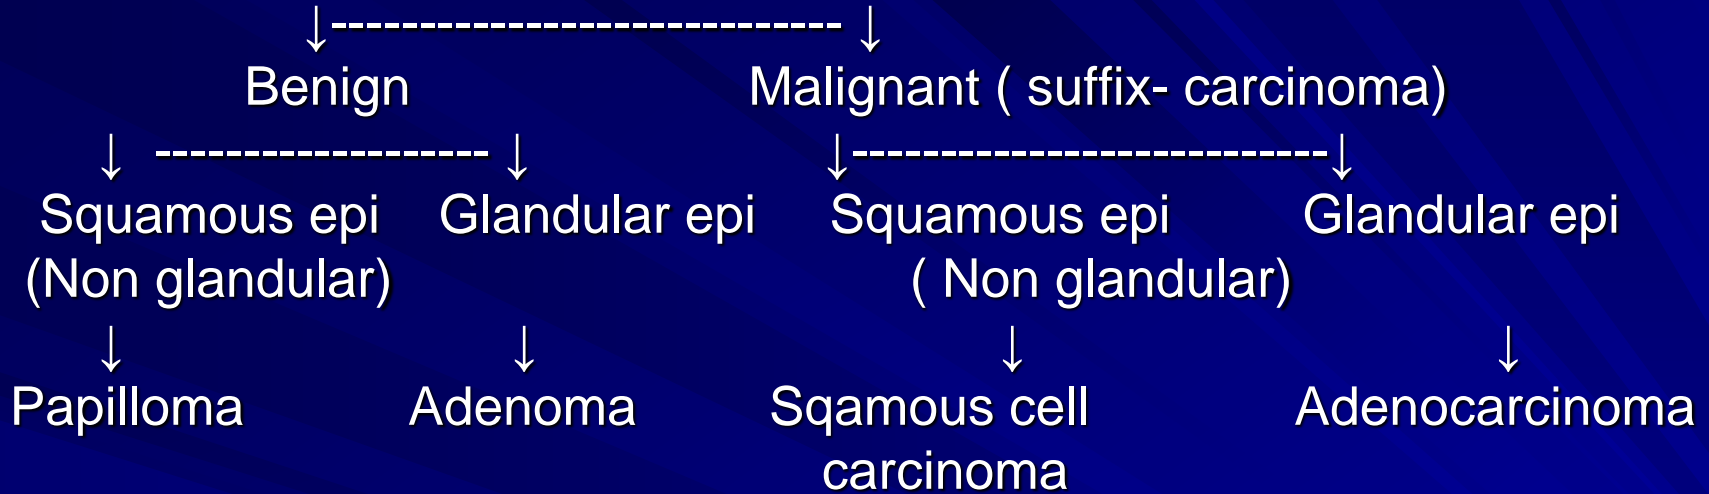 ↓----------------------------- ↓
Benign Malignant ( suffix- carcinoma)
↓ ------------------- ↓ ↓---------------------------↓
Squamous epi Glandular epi Squamous epi Glandular epi
(Non glandular) ( Non glandular)
↓ ↓ ↓ ↓
Papilloma Adenoma Sqamous cell Adenocarcinoma
carcinoma